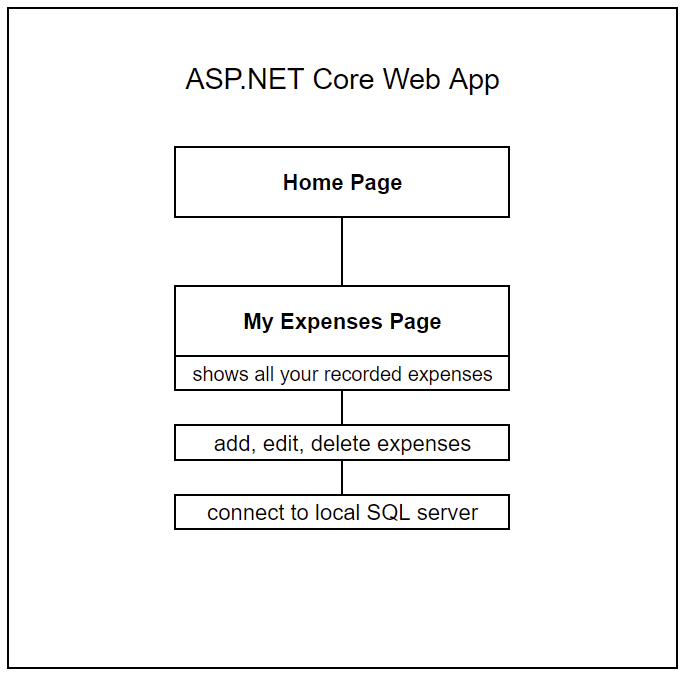 ASP.NET Core Web App
Home Page
My Expenses Page
shows all your recorded expenses
add, edit, delete expenses
connect to local SQL server